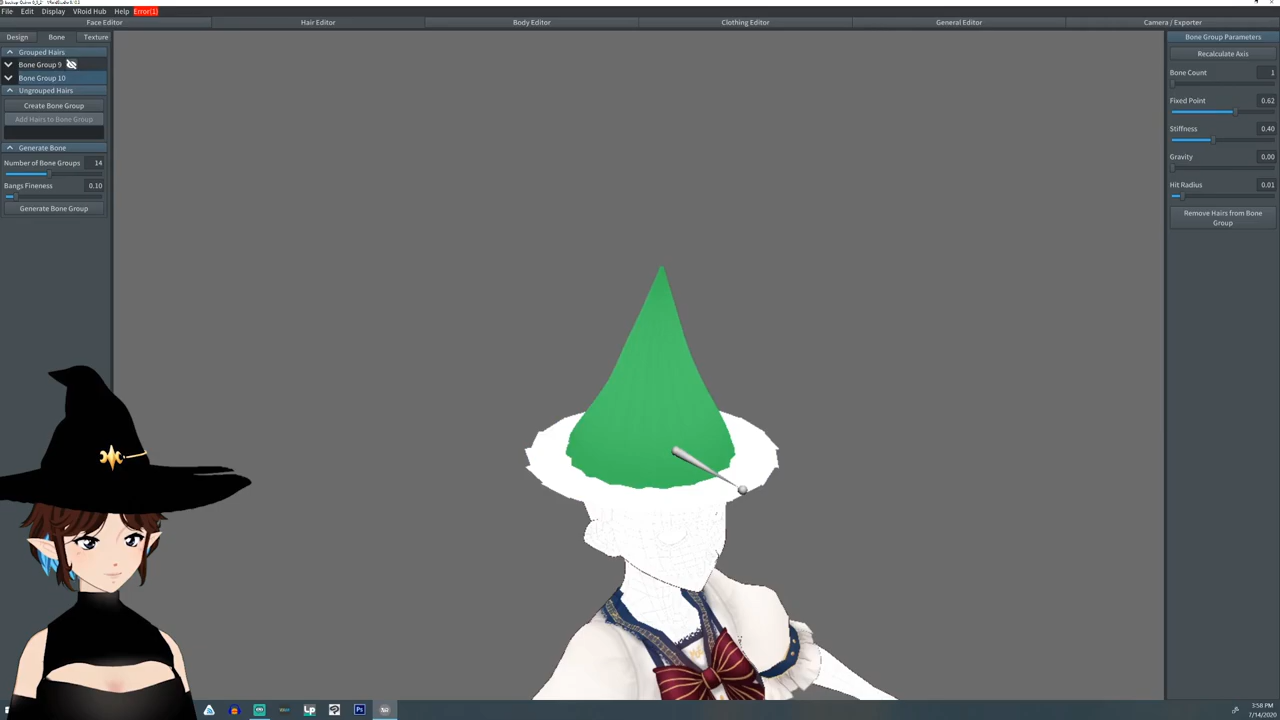 File Edit Display VRoid Hub Help Error(1)
Face Editor Hair Editor Body Editor Clothing Editor General Editor Camera / Exporter
Design Bone Texture
Grouped Hairs
Bone Group 9
Bone Group 10
Ungrouped Hairs
Create Bone Group
Add Hairs to Bone Group
Generate Bone
Number of Bone Groups 14
Bangs Fineness 0.10
Generate Bone Group
Bone Group Parameters
Recalculate Axis
Bone Count 1
Fixed Point 0.62
Stiffness 0.40
Gravity 0.00
Hit Radius 0.01
Remove Hairs from Bone
Group
Lp
Ps
3:58 PM
7/14/2020